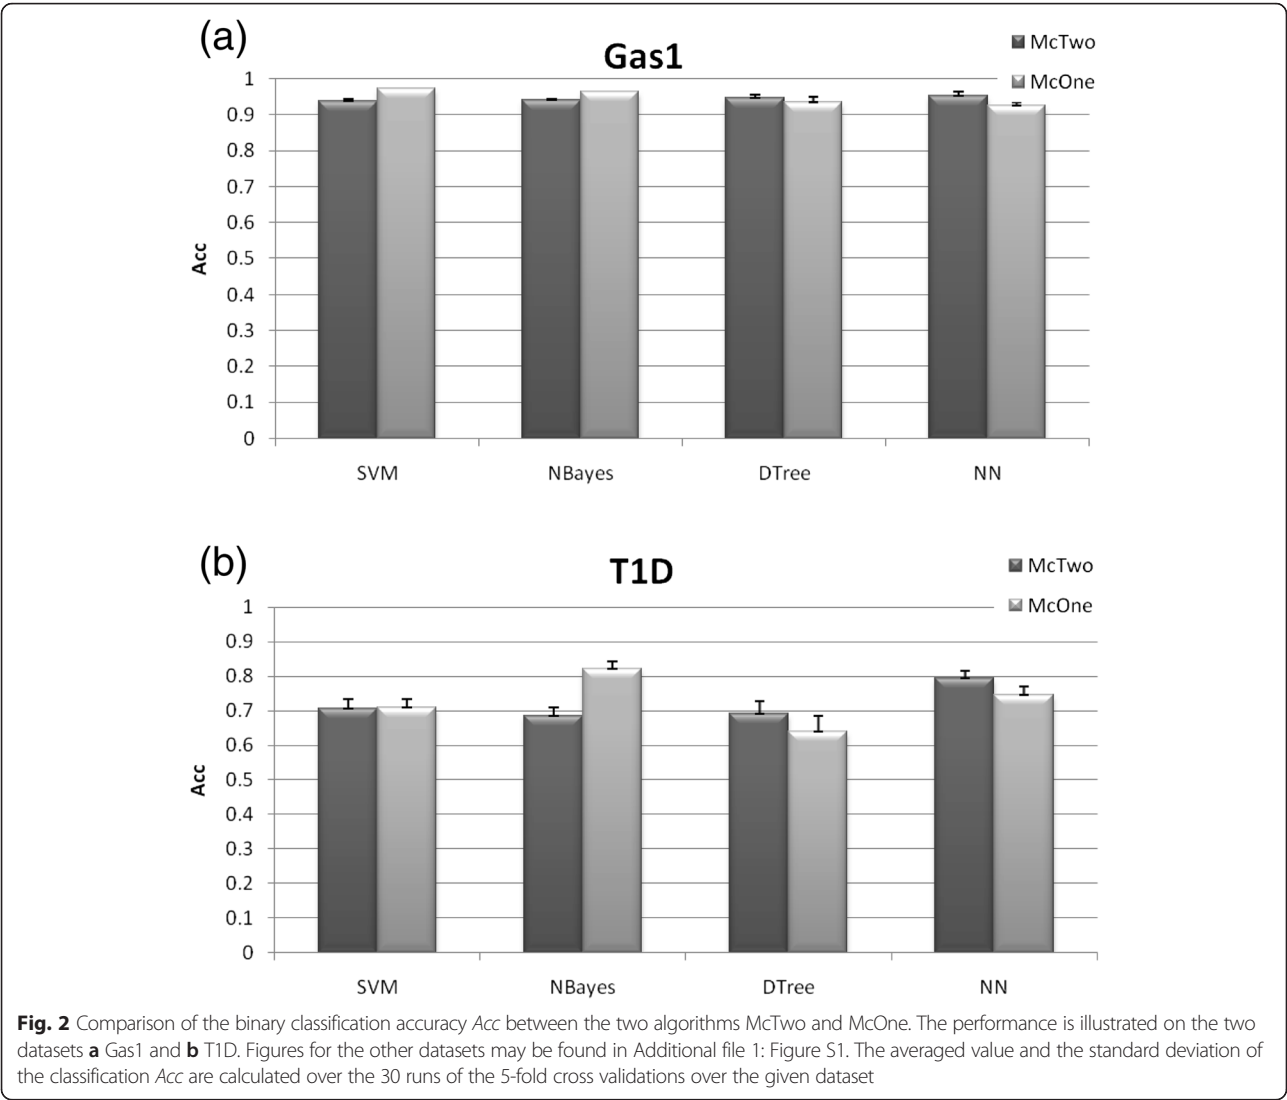 (a)
Gas1
McTwo
McOne
1
0.9
0.8
0.7
0.6
0.5
0.4
0.3
0.2
0.1
0
Acc
SVM NBayes DTree NN
(b)
T1D
McTwo
McOne
1
0.9
0.8
0.7
0.6
0.5
0.4
0.3
0.2
0.1
0
Acc
SVM NBayes DTree NN
Fig. 2 Comparison of the binary classification accuracy Acc between the two algorithms McTwo and McOne. The performance is illustrated on the two
datasets a Gas1 and b T1D. Figures for the other datasets may be found in Additional file 1: Figure S1. The averaged value and the standard deviation of
the classification Acc are calculated over the 30 runs of the 5-fold cross validations over the given dataset